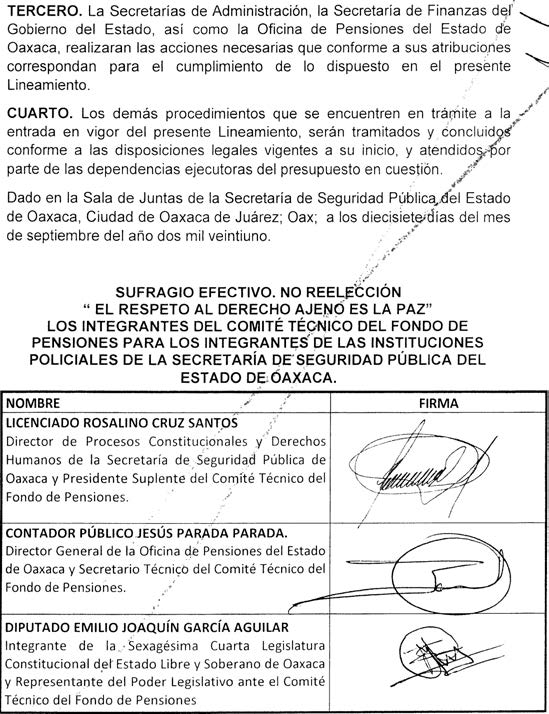 TERCERO. La Secretarías de Administración, la Secretaría de Finanzas del
Gobierno del Estado, así como la Oficina de Pensiones del Estado de
Oaxaca, realizaran las acciones necesarias que conforme a sus atribuciones
correspondan para el cumplimiento de lo dispuesto en el presente
Lineamiento.
CUARTO. Los demás procedimientos que se encuentren en trámite a la
entrada en vigor del presente Lineamiento, serán tramitados y concluidos
conforme a las disposiciones legales vigentes a su inicio, y atendidos por
parte de las dependencias ejecutoras del presupuesto en cuestión.
Dado en la Sala de Juntas de la Secretaría de Seguridad Pública del Estado
de Oaxaca, Ciudad de Oaxaca de Juárez; Oax; a los diecisiete días del mes
de septiembre del año dos mil veintiuno.
SUFRAGIO EFECTIVO. NO REELECCIÓN
“ EL RESPETO AL DERECHO AJENO ES LA PAZ”
LOS INTEGRANTES DEL COMITÉ TÉCNICO DEL FONDO DE
PENSIONES PARA LOS INTEGRANTES DE LAS INSTITUCIONES
POLICIALES DE LA SECRETARÍA DE SEGURIDAD PÚBLICA DEL
ESTADO DE OAXACA.
NOMBRE FIRMA
LICENCIADO ROSALINO CRUZ SANTOS
Director de Procesos Constitucionales y Derechos
Humanos de la Secretaría de Seguridad Pública de
Oaxaca y Presidente Suplente del Comité Técnico del
Fondo de Pensiones.
CONTADOR PÚBLICO JESÚS PARADA PARADA.
Director General de la Oficina de Pensiones del Estado
de Oaxaca y Secretario Técnico del Comité Técnico del
Fondo de Pensiones.
DIPUTADO EMILIO JOAQUÍN GARCÍA AGUILAR
Integrante de la Sexagésima Cuarta Legislatura
Constitucional del Estado Libre y Soberano de Oaxaca
y Representante del Poder Legislativo ante el Comité
Técnico del Fondo de Pensiones